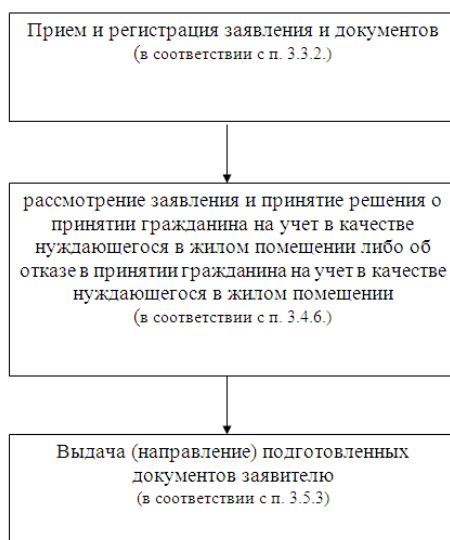 Прием и регистрация заявления и документов
(в соответствии с п. 3.3.2.)
рассмотрение заявления и принятие решения о
принятии гражданина на учет в качестве
нуждающегося в жилом помещении либо об
отказе в принятии гражданина на учет в качестве
нуждающегося в жилом помещении
(в соответствии с п. 3.4.6.)
Выдача (направление) подготовленных
документов заявителю
(в соответствии с п. 3.5.3)